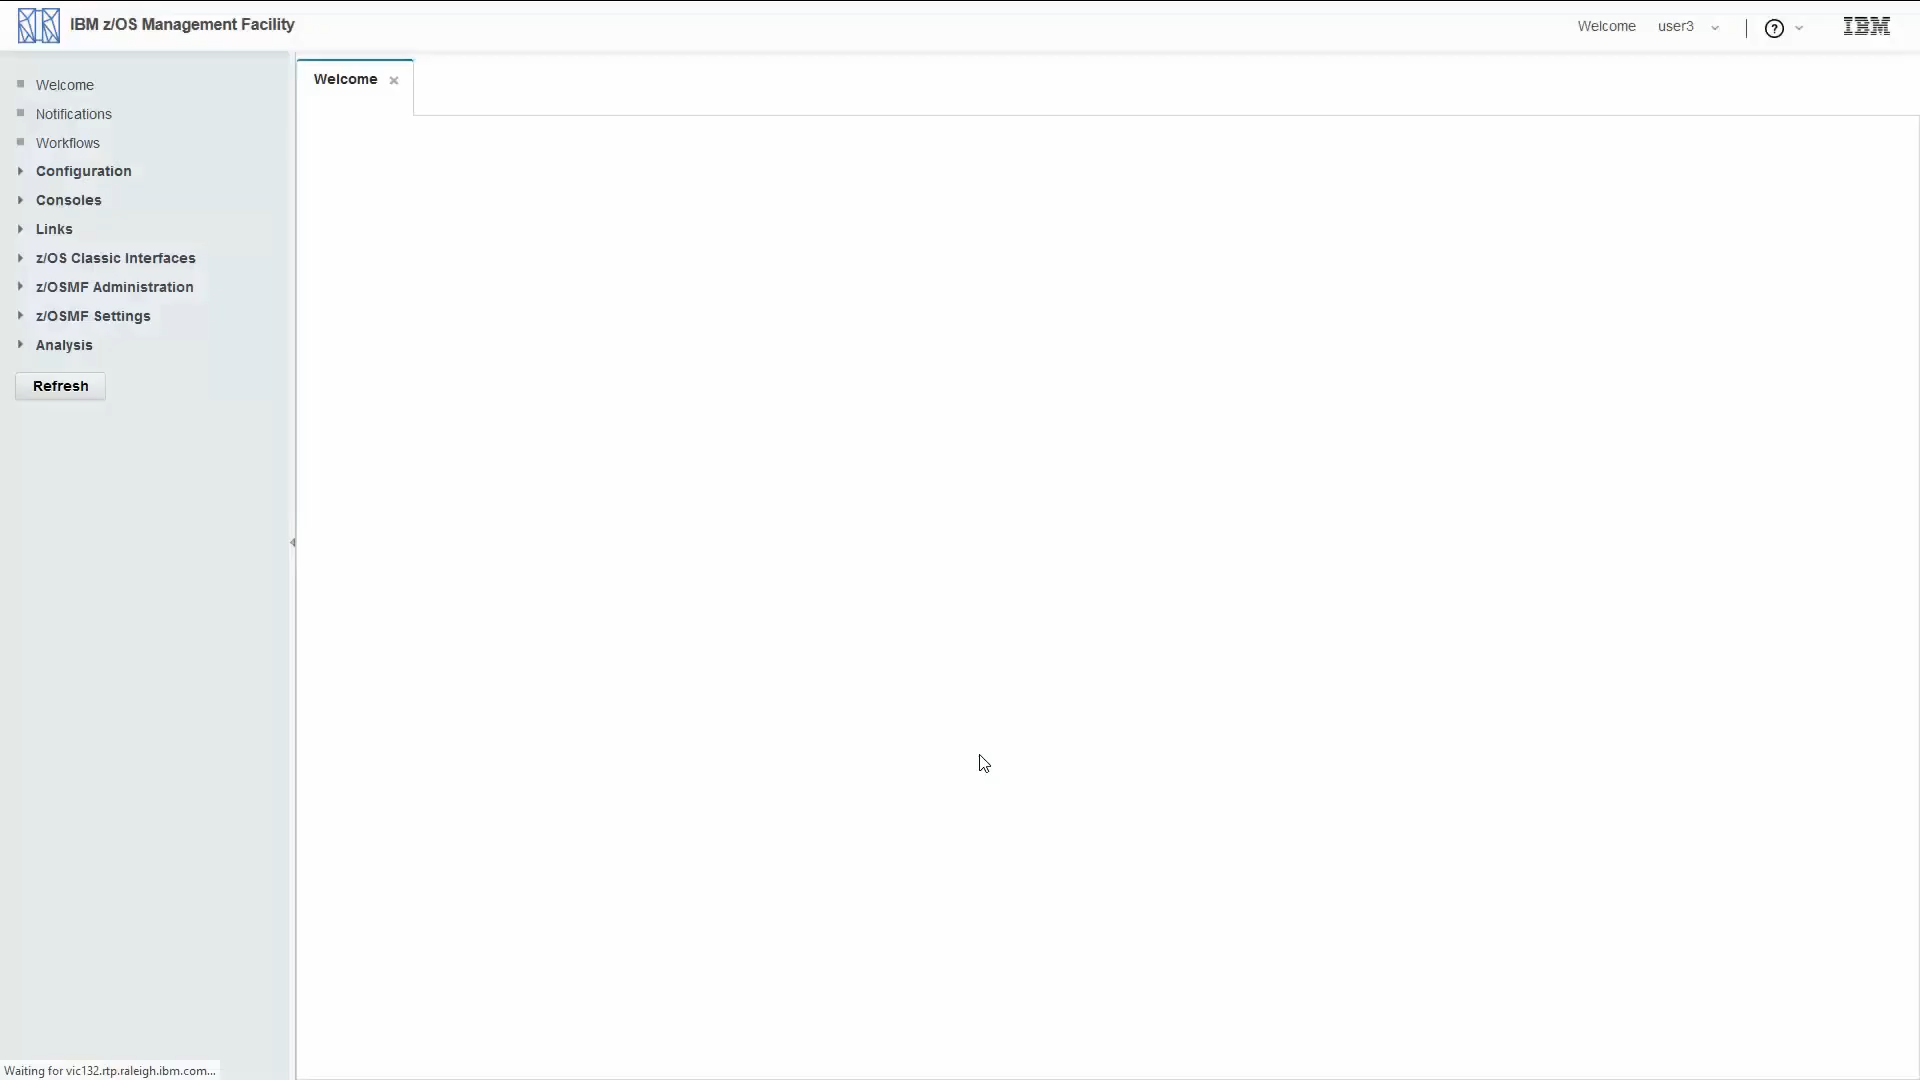 IBM z/OS Management Facility
Welcome user3
?
IBM
Welcome
Notifications
Workflows
Configuration
Consoles
Links
z/OS Classic Interfaces
z/OSMF Administration
z/OSMF Settings
Analysis
Refresh
Welcome
Waiting for vic132.rtp.raleigh.ibm.com...